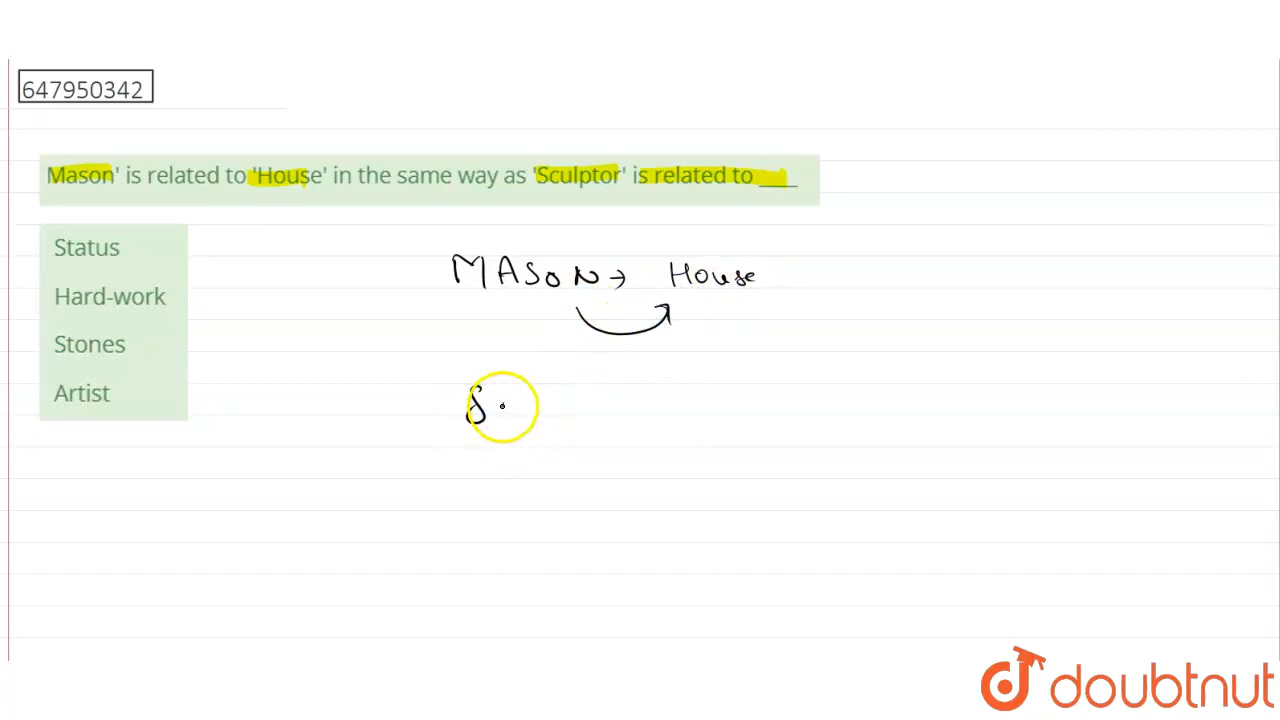 647950342
Mason' is related to 'House' in the same way as 'Sculptor' is related to ____
Status
Hard-work
Stones
Artist
MASON → House
S
doubtnut